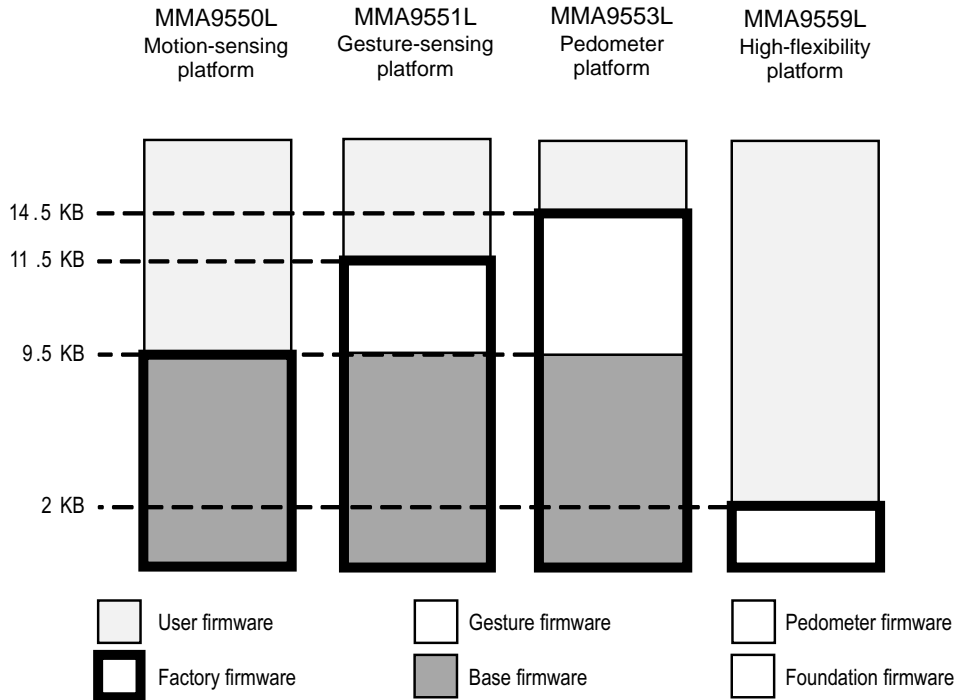 MMA9550L
Motion-sensing
platform
MMA9551L
Gesture-sensing
platform
MMA9553L
Pedometer
platform
MMA9559L
High-flexibility
platform
14.5 KB
11.5 KB
9.5 KB
2 KB
User firmware
Gesture firmware
Pedometer firmware
Factory firmware
Base firmware
Foundation firmware